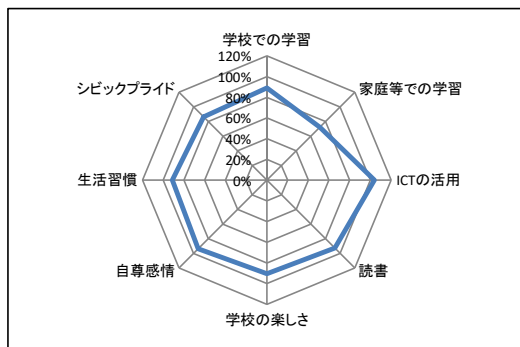 学校での学習
家庭等での学習
ICTの活用
読書
学校の楽しさ
自尊感情
生活習慣
シビックプライド
120%
100%
80%
60%
40%
20%
0%